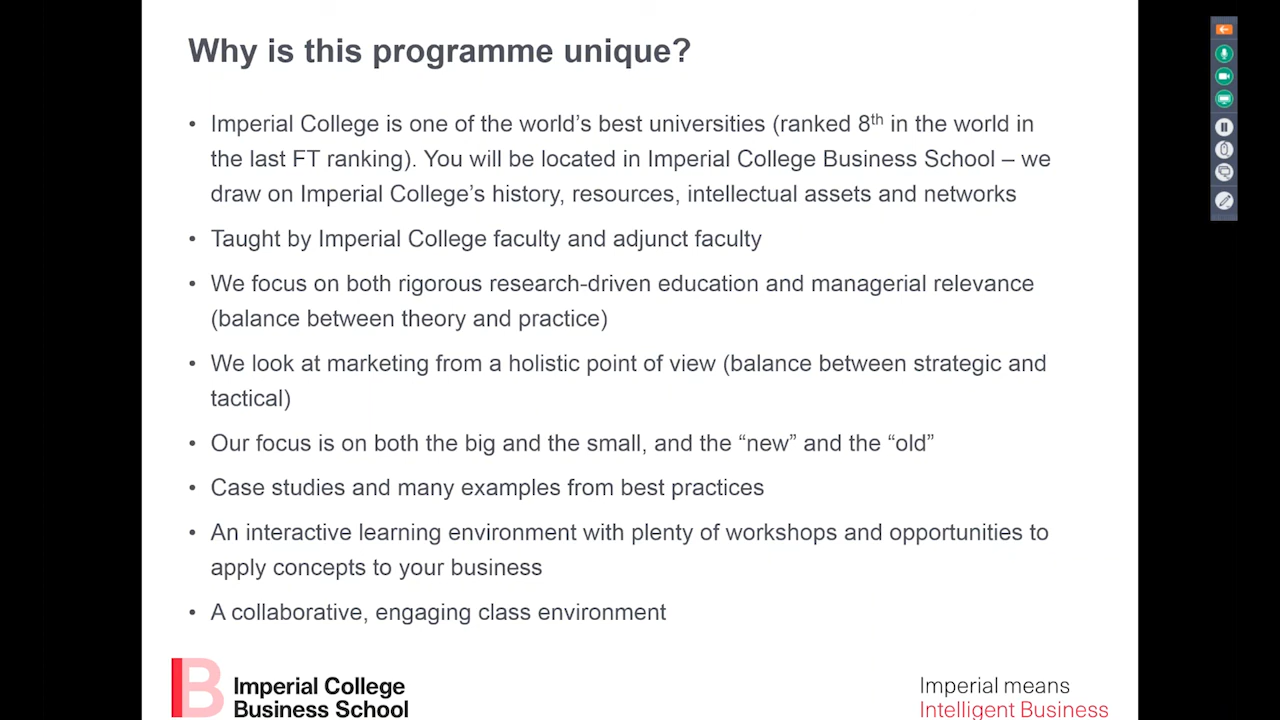 Why is this programme unique?
• Imperial College is one of the world’s best universities (ranked 8th in the world in
the last FT ranking). You will be located in Imperial College Business School – we
draw on Imperial College’s history, resources, intellectual assets and networks
• Taught by Imperial College faculty and adjunct faculty
• We focus on both rigorous research-driven education and managerial relevance
(balance between theory and practice)
• We look at marketing from a holistic point of view (balance between strategic and
tactical)
• Our focus is on both the big and the small, and the “new” and the “old”
• Case studies and many examples from best practices
• An interactive learning environment with plenty of workshops and opportunities to
apply concepts to your business
• A collaborative, engaging class environment
B
Imperial College
Business School
Imperial means
Intelligent Business